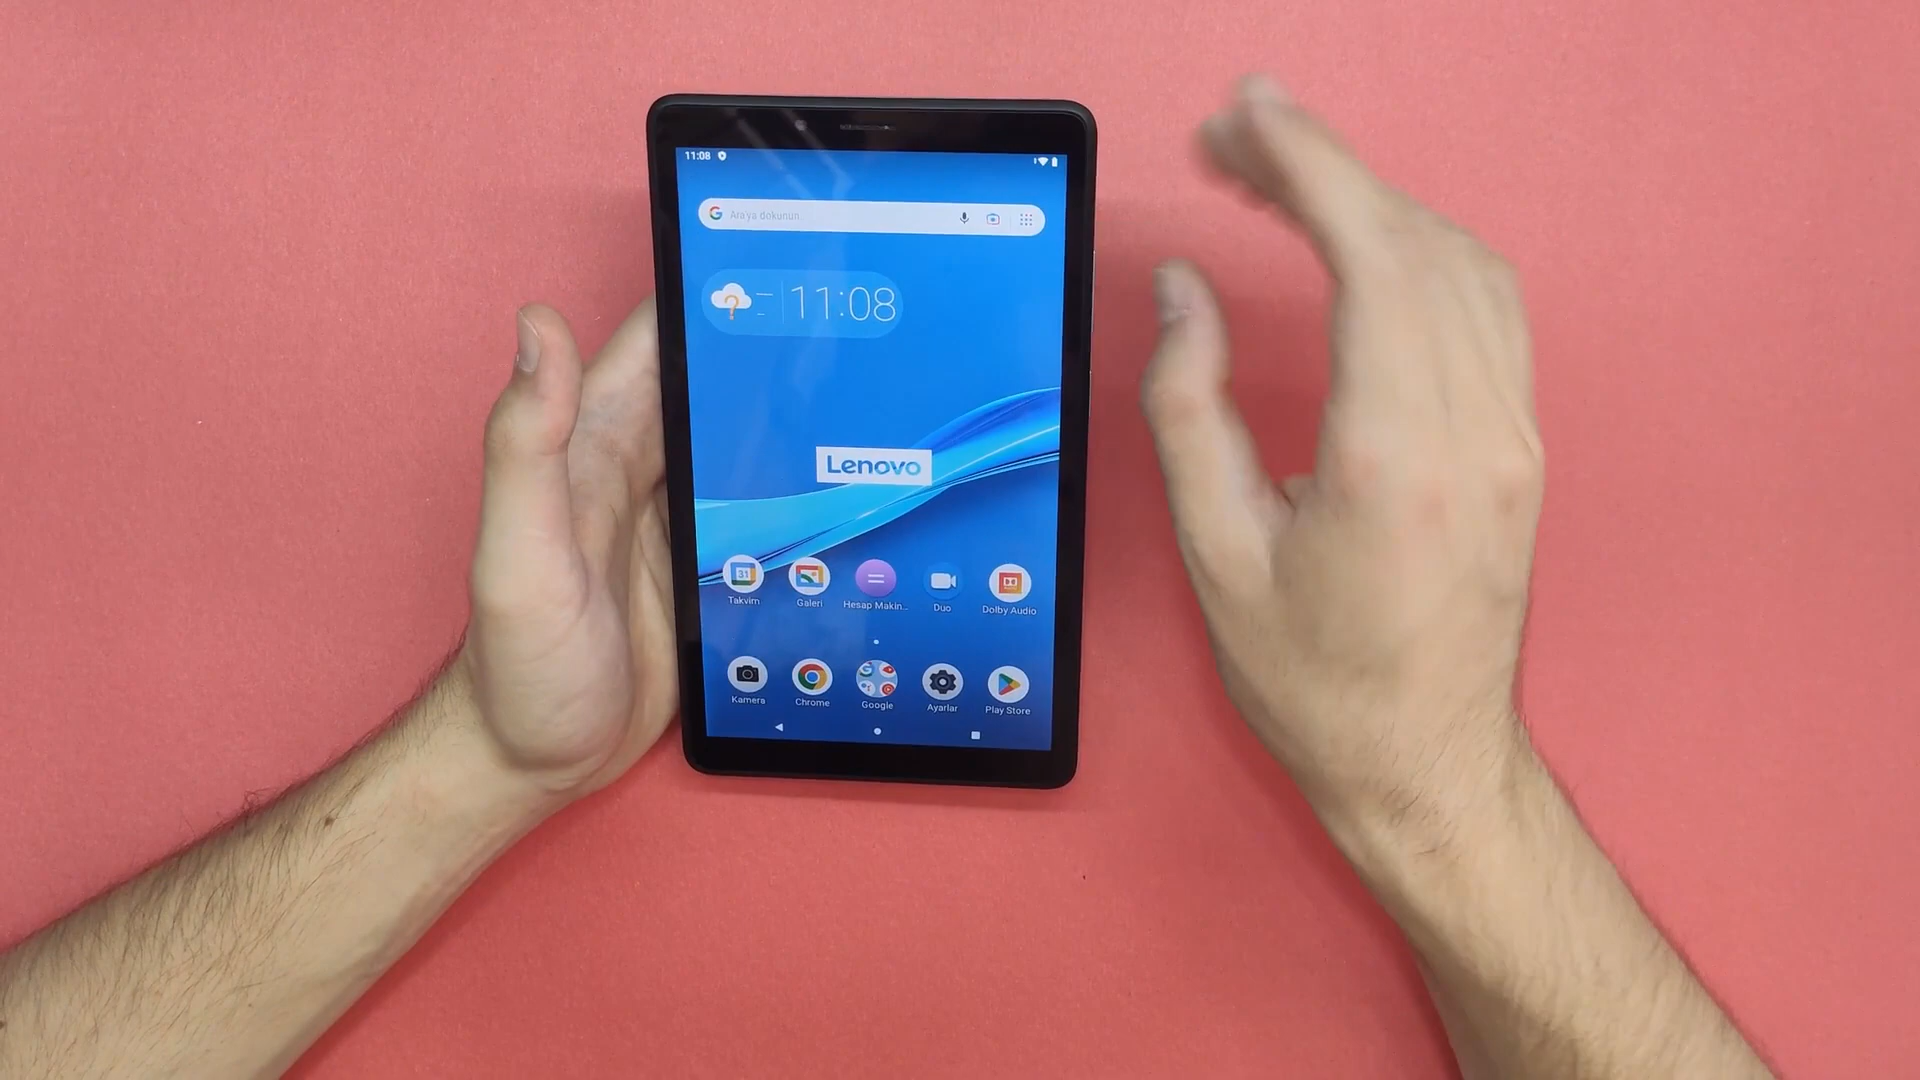 11:08
Ara'ya dokunun.
11:08
Lenovo
31
Takvim Galeri Hesap Makin... Duo Dolby Audio
Kamera Chrome Google Ayarlar Play Store